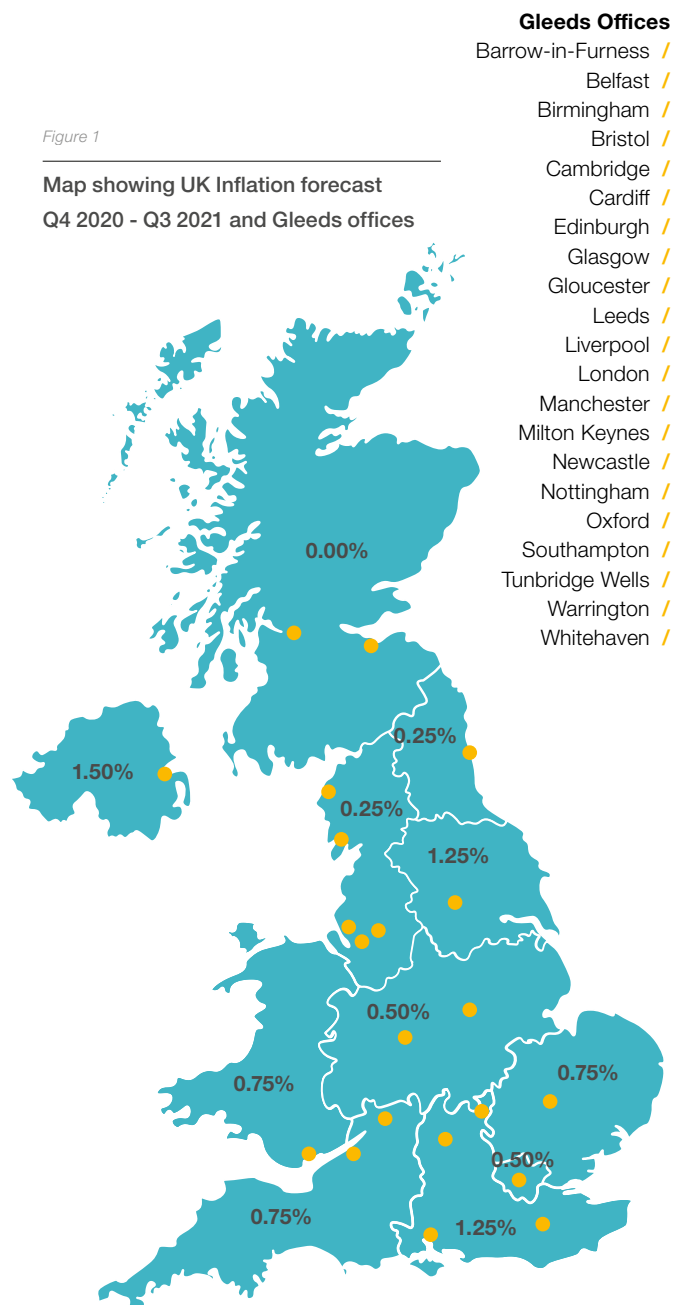 Gleeds Offices
Barrow-in-Furness /
Belfast /
Birmingham /
Bristol /
Cambridge /
Cardiff /
Edinburgh /
Glasgow /
Gloucester /
Leeds /
Liverpool /
London /
Manchester /
Milton Keynes /
Newcastle /
Nottingham /
Oxford /
Southampton /
Tunbridge Wells /
Warrington /
Whitehaven /
Figure 1
Map showing UK Inflation forecast
Q4 2020 - Q3 2021 and Gleeds offices
0.00%
0.25%
1.50%
0.25%
1.25%
0.50%
0.75%
0.75%
0.50%
0.75%
1.25%